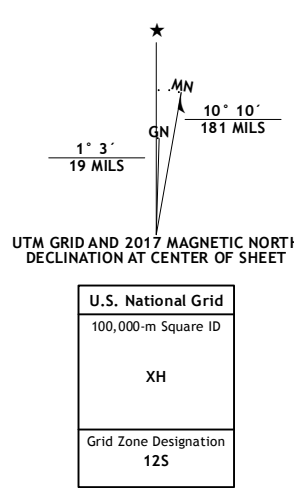 ★
MN
GN
10° 10´
181 MILS
1° 3´
19 MILS
UTM GRID AND 2017 MAGNETIC NORTH
DECLINATION AT CENTER OF SHEET
U.S. National Grid
100,000-m Square ID
XH
Grid Zone Designation
12S